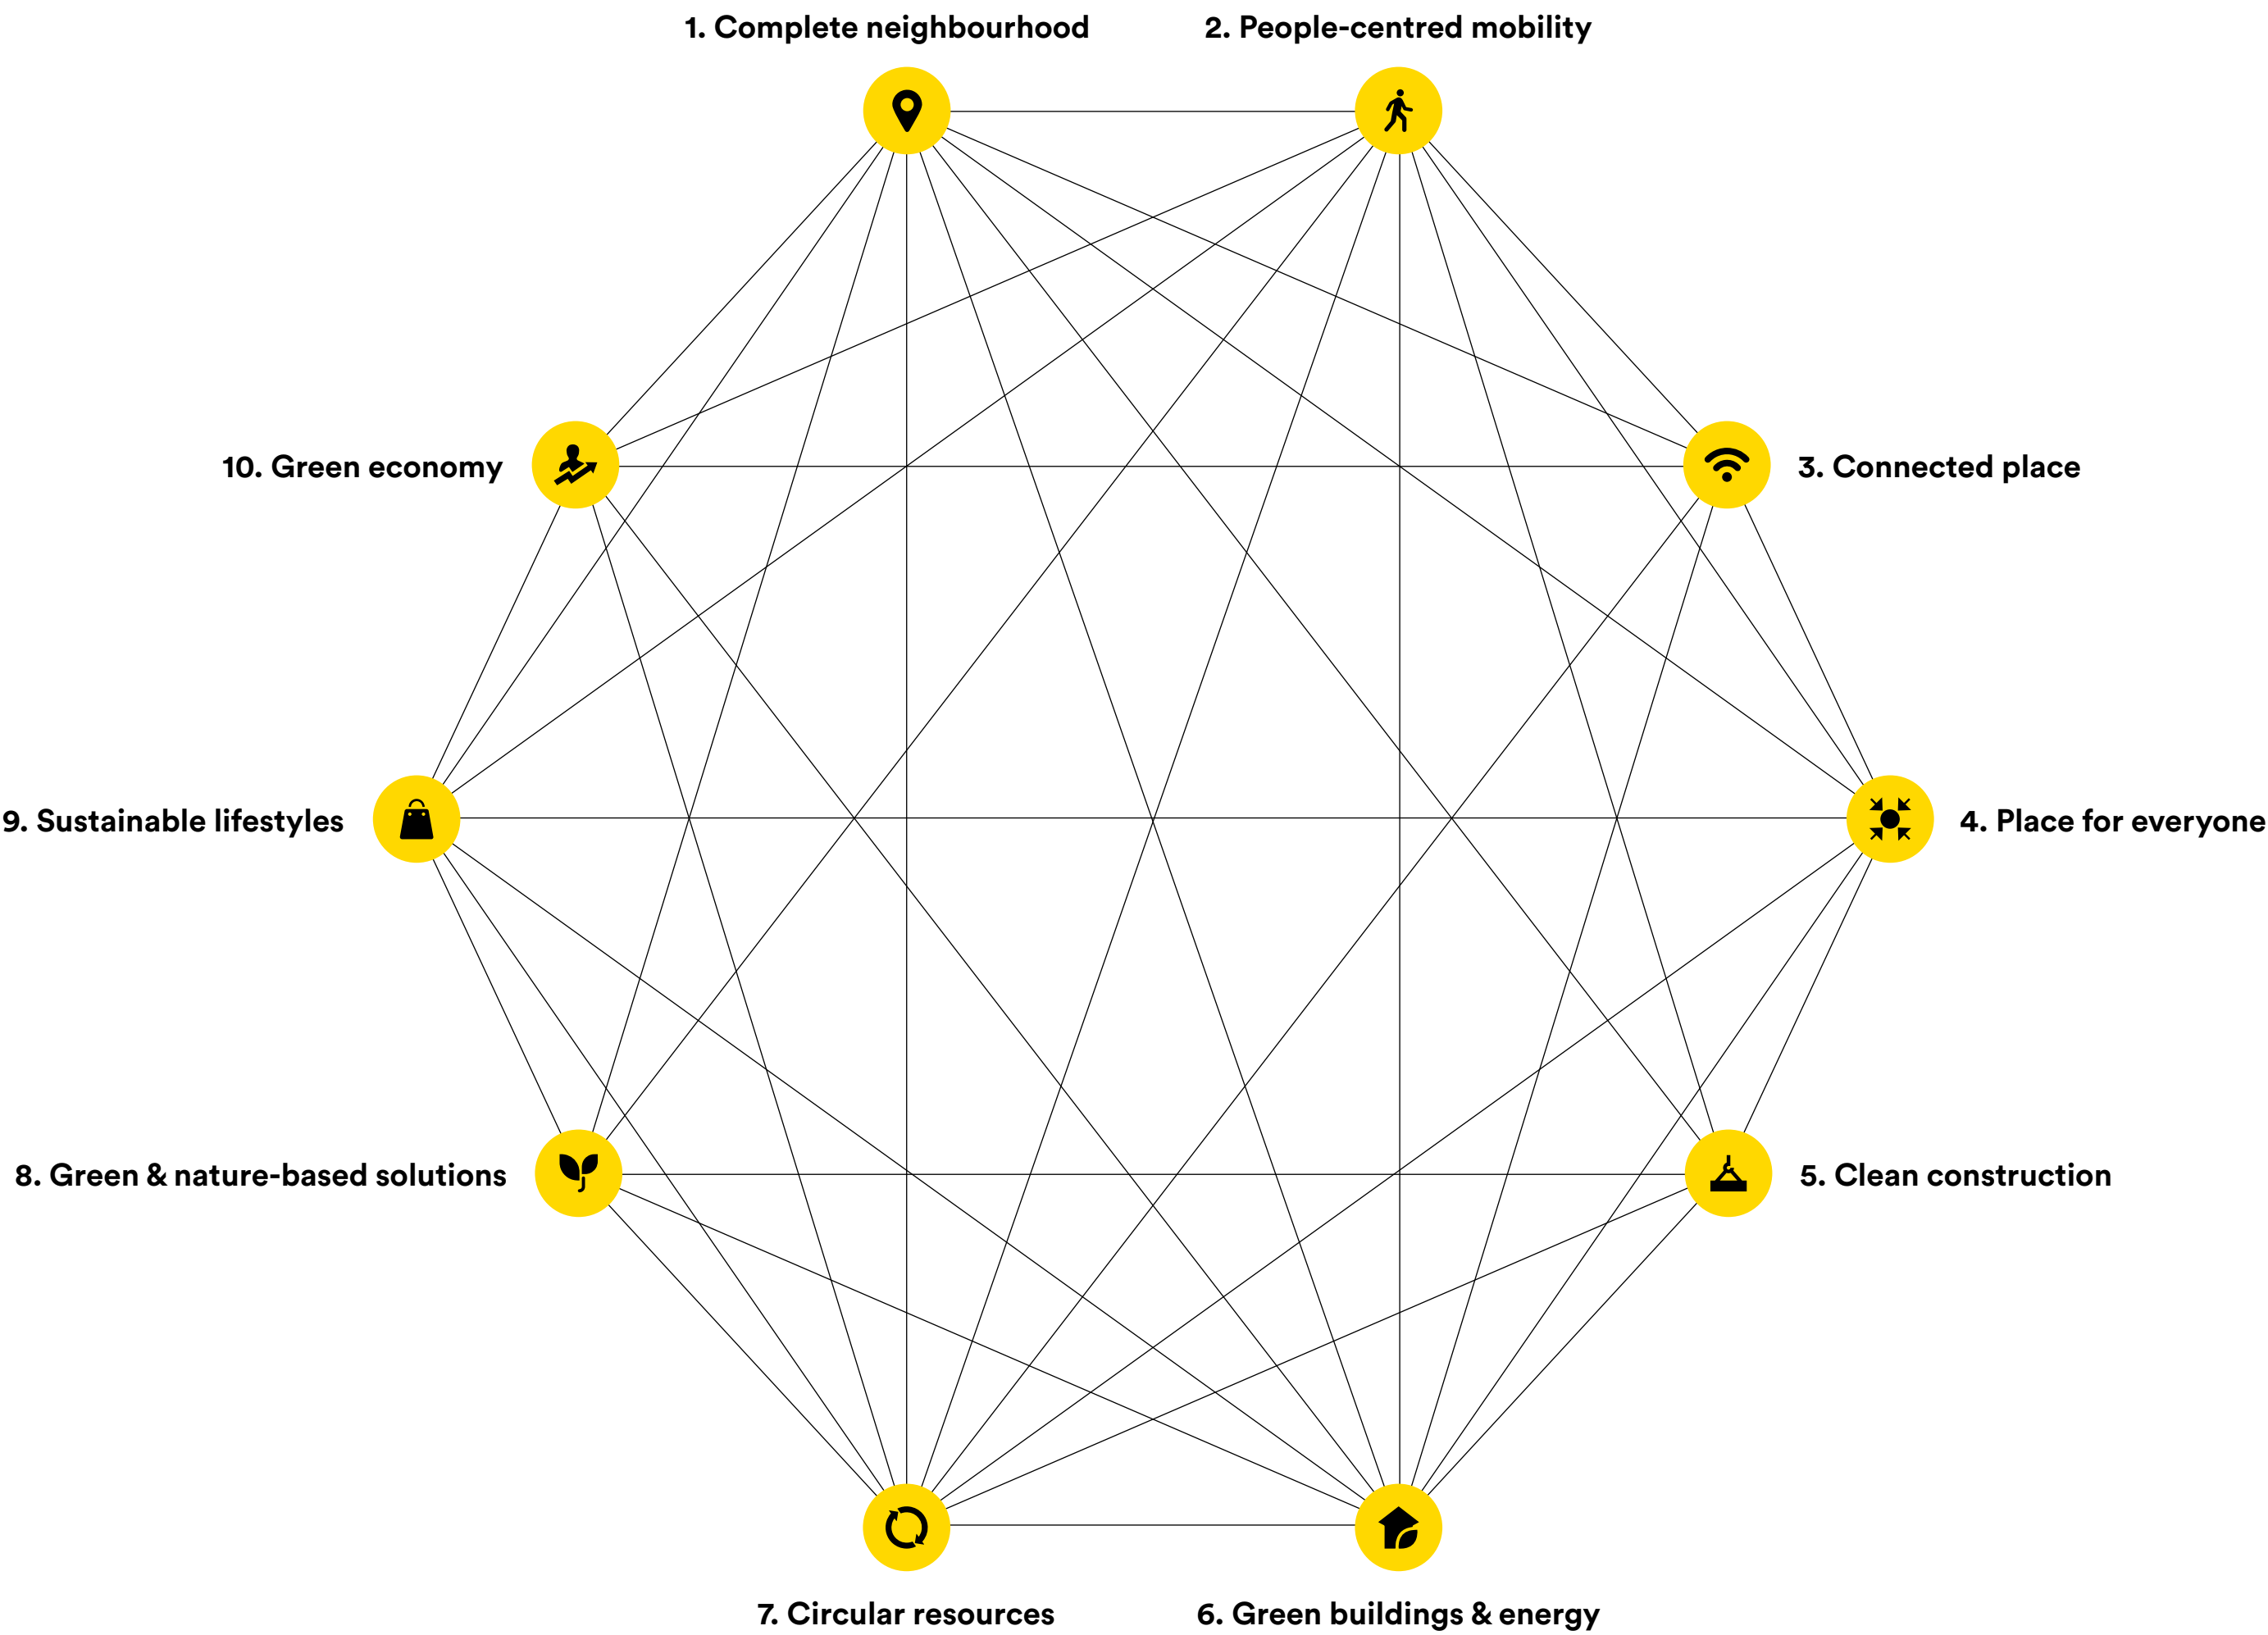 1. Complete neighbourhood
2. People-centred mobility
10. Green economy
3. Connected place
9. Sustainable lifestyles
4. Place for everyone
8. Green & nature-based solutions
5. Clean construction
7. Circular resources
6. Green buildings & energy